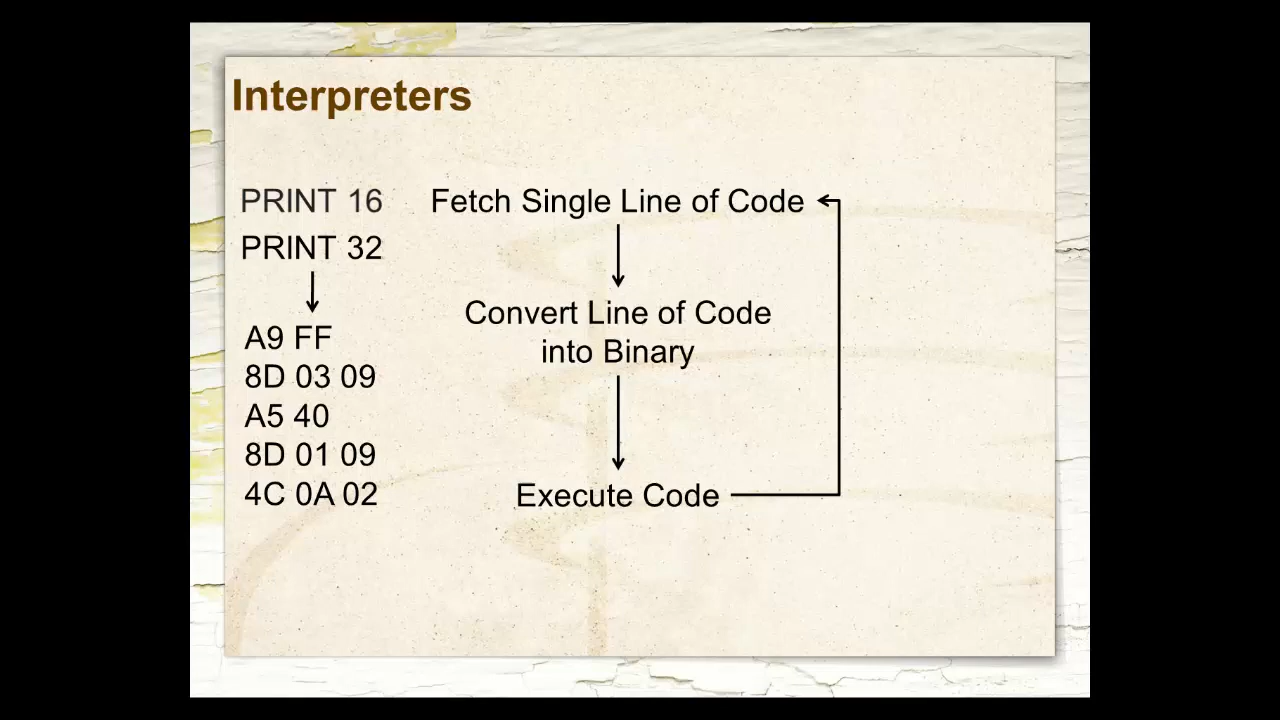 Interpreters
PRINT 16
PRINT 32
A9 FF
8D 03 09
A5 40
8D 01 09
4C 0A 02
Fetch Single Line of Code
Convert Line of Code
into Binary
Execute Code